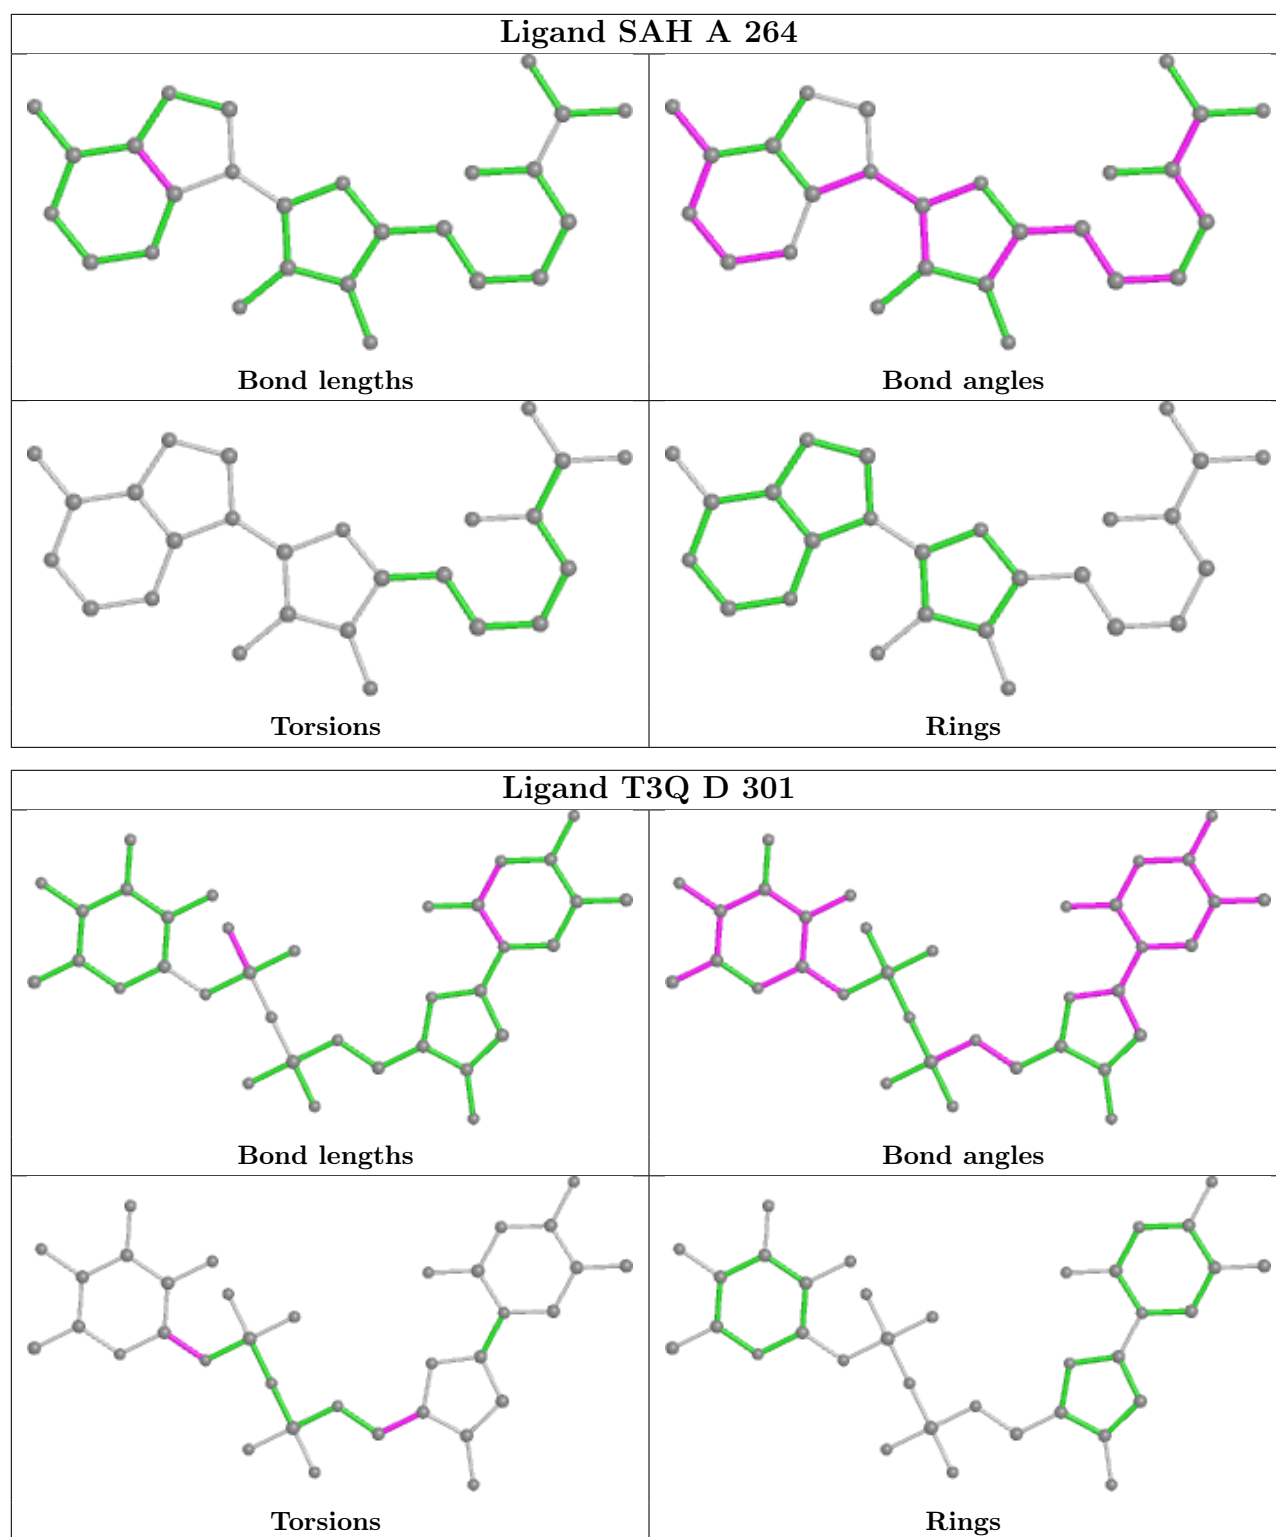 Ligand SAH A 264
Bond lengths
Bond angles
Torsions
Rings
Ligand T3Q D 301
Bond lengths
Bond angles
Torsions
Rings